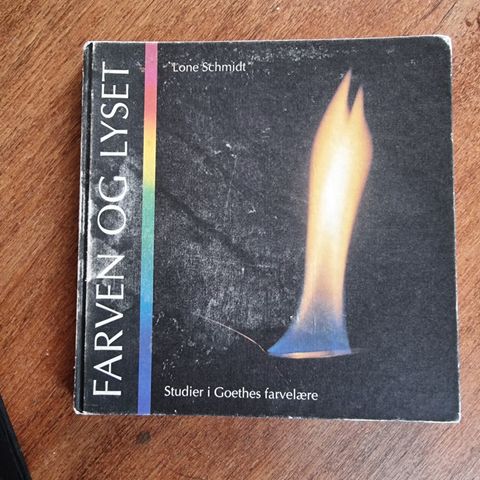 Lone Schmidt
FARVEN OG LYSET
Studier i Goethes farvelære